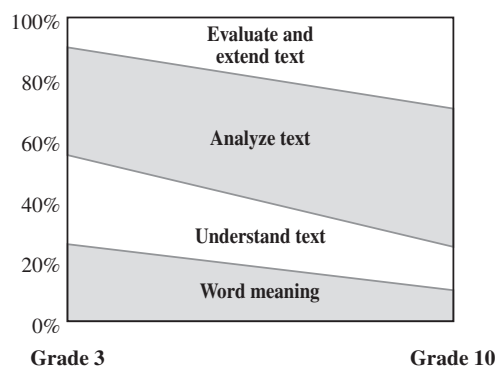 100%
80%
60%
40%
20%
0%
Evaluate and
extend text
Analyze text
Understand text
Word meaning
Grade 3
Grade 10